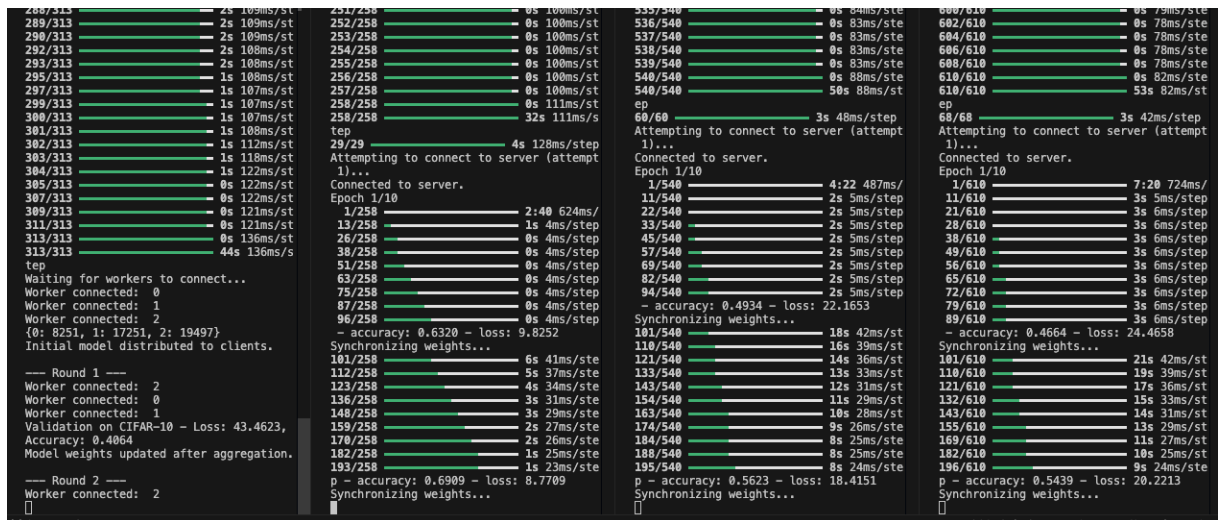 288/313 2s 109ms/st
289/313 2s 109ms/st
290/313 2s 109ms/st
292/313 2s 108ms/st
293/313 2s 108ms/st
295/313 1s 108ms/st
297/313 1s 107ms/st
299/313 1s 107ms/st
300/313 1s 107ms/st
301/313 1s 108ms/st
302/313 1s 112ms/st
303/313 1s 118ms/st
304/313 1s 122ms/st
305/313 0s 122ms/st
307/313 0s 122ms/st
309/313 0s 121ms/st
311/313 0s 121ms/st
313/313 0s 136ms/st
313/313 44s 136ms/s
tep
Waiting for workers to connect...
Worker connected:  0
Worker connected:  1
Worker connected:  2
{0: 8251, 1: 17251, 2: 19497}
Initial model distributed to clients.
--- Round 1 ---
Worker connected:  2
Worker connected:  0
Worker connected:  1
Validation on CIFAR-10 - Loss: 43.4623,
Accuracy: 0.4064
Model weights updated after aggregation.
--- Round 2 ---
Worker connected:  2
251/258 0s 100ms/st
252/258 0s 100ms/st
253/258 0s 100ms/st
254/258 0s 100ms/st
255/258 0s 100ms/st
256/258 0s 100ms/st
257/258 0s 100ms/st
258/258 0s 111ms/st
258/258 32s 111ms/s
tep
29/29 4s 128ms/step
Attempting to connect to server (attempt
1)...
Connected to server.
Epoch 1/10
1/258 2:40 624ms/
13/258 1s 4ms/step
26/258 0s 4ms/step
38/258 0s 4ms/step
51/258 0s 4ms/step
63/258 0s 4ms/step
75/258 0s 4ms/step
87/258 0s 4ms/step
96/258 0s 4ms/step
- accuracy: 0.6320 - loss: 9.8252
Synchronizing weights...
101/258 6s 41ms/ste
112/258 5s 37ms/ste
123/258 4s 34ms/ste
136/258 3s 31ms/ste
148/258 3s 29ms/ste
159/258 2s 27ms/ste
170/258 2s 26ms/ste
182/258 1s 25ms/ste
193/258 1s 23ms/ste
p - accuracy: 0.6909 - loss: 8.7709
Synchronizing weights...
535/540 0s 84ms/ste
536/540 0s 83ms/ste
537/540 0s 83ms/ste
538/540 0s 83ms/ste
539/540 0s 83ms/ste
540/540 0s 88ms/ste
540/540 50s 88ms/st
ep
60/60 3s 48ms/step
Attempting to connect to server (attempt
1)...
Connected to server.
Epoch 1/10
1/540 4:22 487ms/
11/540 2s 5ms/step
22/540 2s 5ms/step
33/540 2s 5ms/step
45/540 2s 5ms/step
57/540 2s 5ms/step
69/540 2s 5ms/step
82/540 2s 5ms/step
94/540 2s 5ms/step
- accuracy: 0.4934 - loss: 22.1653
Synchronizing weights...
101/540 18s 42ms/st
110/540 16s 39ms/st
121/540 14s 36ms/st
133/540 13s 33ms/st
143/540 12s 31ms/st
154/540 11s 29ms/st
163/540 10s 28ms/st
174/540 9s 26ms/ste
184/540 8s 25ms/ste
188/540 8s 25ms/ste
195/540 8s 24ms/ste
p - accuracy: 0.5623 - loss: 18.4151
Synchronizing weights...
600/610 0s 79ms/ste
602/610 0s 78ms/ste
604/610 0s 78ms/ste
606/610 0s 78ms/ste
608/610 0s 78ms/ste
610/610 0s 82ms/ste
610/610 53s 82ms/st
ep
68/68 3s 42ms/step
Attempting to connect to server (attempt
1)...
Connected to server.
Epoch 1/10
1/610 7:20 724ms/
11/610 3s 5ms/step
21/610 3s 6ms/step
28/610 3s 6ms/step
38/610 3s 6ms/step
49/610 3s 6ms/step
56/610 3s 6ms/step
65/610 3s 6ms/step
72/610 3s 6ms/step
79/610 3s 6ms/step
89/610 3s 6ms/step
- accuracy: 0.4664 - loss: 24.4658
Synchronizing weights...
101/610 21s 42ms/st
110/610 19s 39ms/st
121/610 17s 36ms/st
132/610 15s 33ms/st
143/610 14s 31ms/st
155/610 13s 29ms/st
169/610 11s 27ms/st
182/610 10s 25ms/st
196/610 9s 24ms/ste
p - accuracy: 0.5439 - loss: 20.2213
Synchronizing weights...